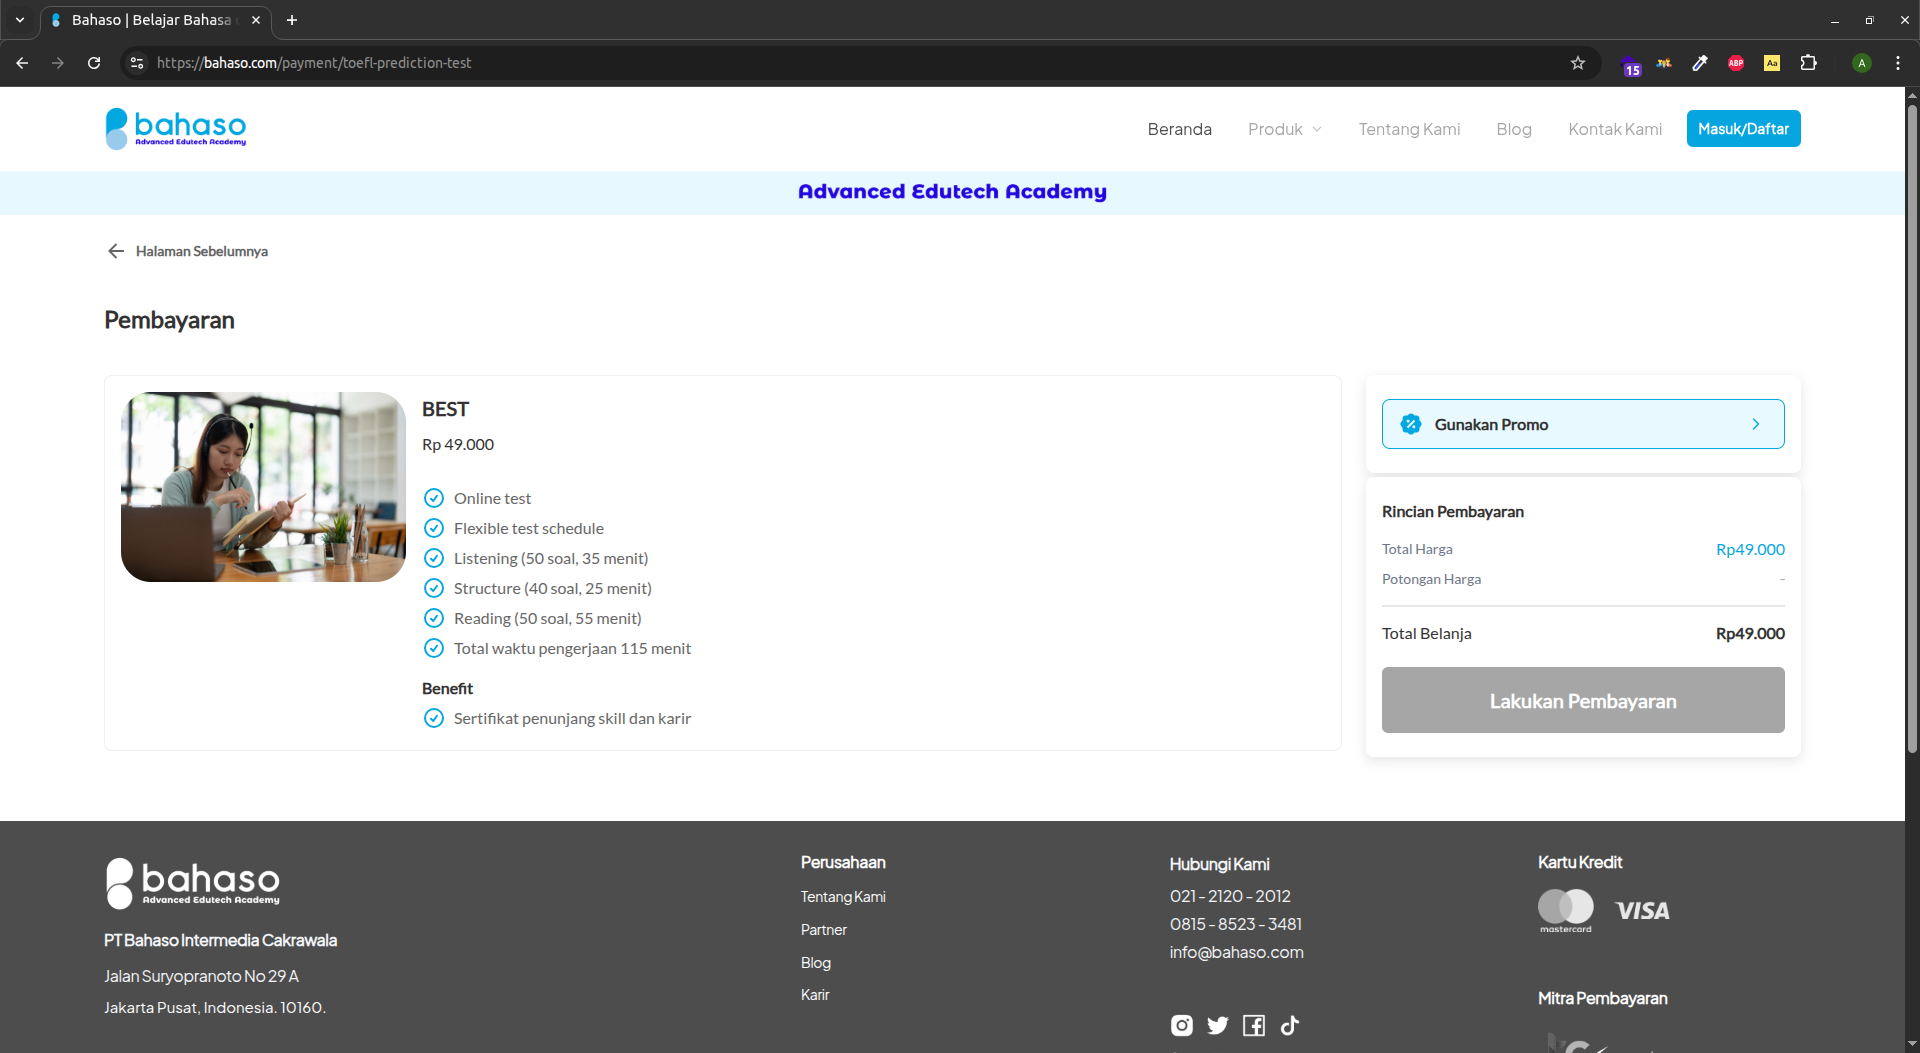 Bahaso | Belajar Bahasa
https://bahaso.com/payment/toefl-prediction-test
15
ABP
Aa
A
bahaso
Advanced Edutech Academy
Beranda
Produk
Tentang Kami
Blog
Kontak Kami
Masuk/Daftar
Advanced Edutech Academy
Halaman Sebelumnya
Pembayaran
BEST
Rp 49.000
Online test
Flexible test schedule
Listening (50 soal, 35 menit)
Structure (40 soal, 25 menit)
Reading (50 soal, 55 menit)
Total waktu pengerjaan 115 menit
Benefit
Sertifikat penunjang skill dan karir
Gunakan Promo
Rincian Pembayaran
Total Harga Rp49.000
Potongan Harga -
Total Belanja Rp49.000
Lakukan Pembayaran
bahaso
Advanced Edutech Academy
PT Bahaso Intermedia Cakrawala
Jalan Suryopranoto No 29 A
Jakarta Pusat, Indonesia. 10160.
Perusahaan
Tentang Kami
Partner
Blog
Karir
Hubungi Kami
021 - 2120 - 2012
0815 - 8523 - 3481
info@bahaso.com
Kartu Kredit
mastercard
VISA
Mitra Pembayaran